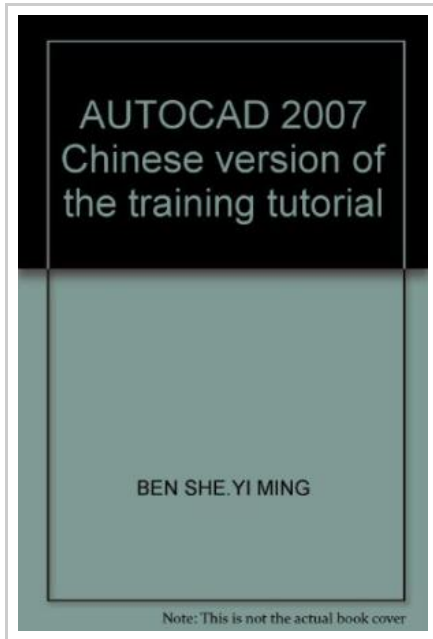 AUTOCAD 2007
Chinese version of
the training tutorial
BEN SHE.YI MING
Note: This is not the actual book cover